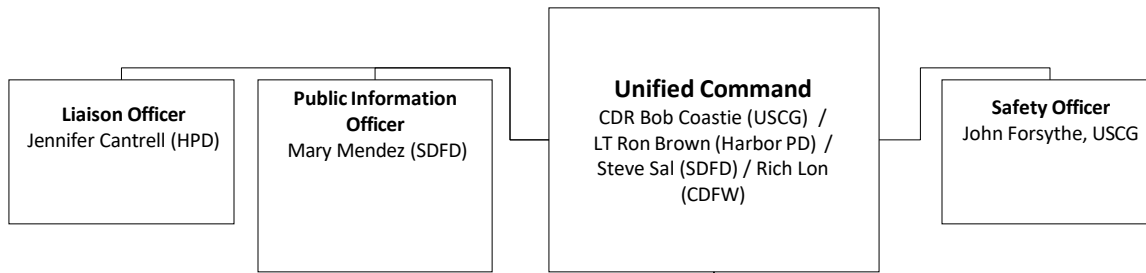 Liaison Officer
Jennifer Cantrell (HPD)
Public Information
Officer
Mary Mendez (SDFD)
Unified Command
CDR Bob Coastie (USCG) /
LT Ron Brown (Harbor PD) /
Steve Sal (SDFD) / Rich Lon
(CDFW)
Safety Officer
John Forsythe, USCG